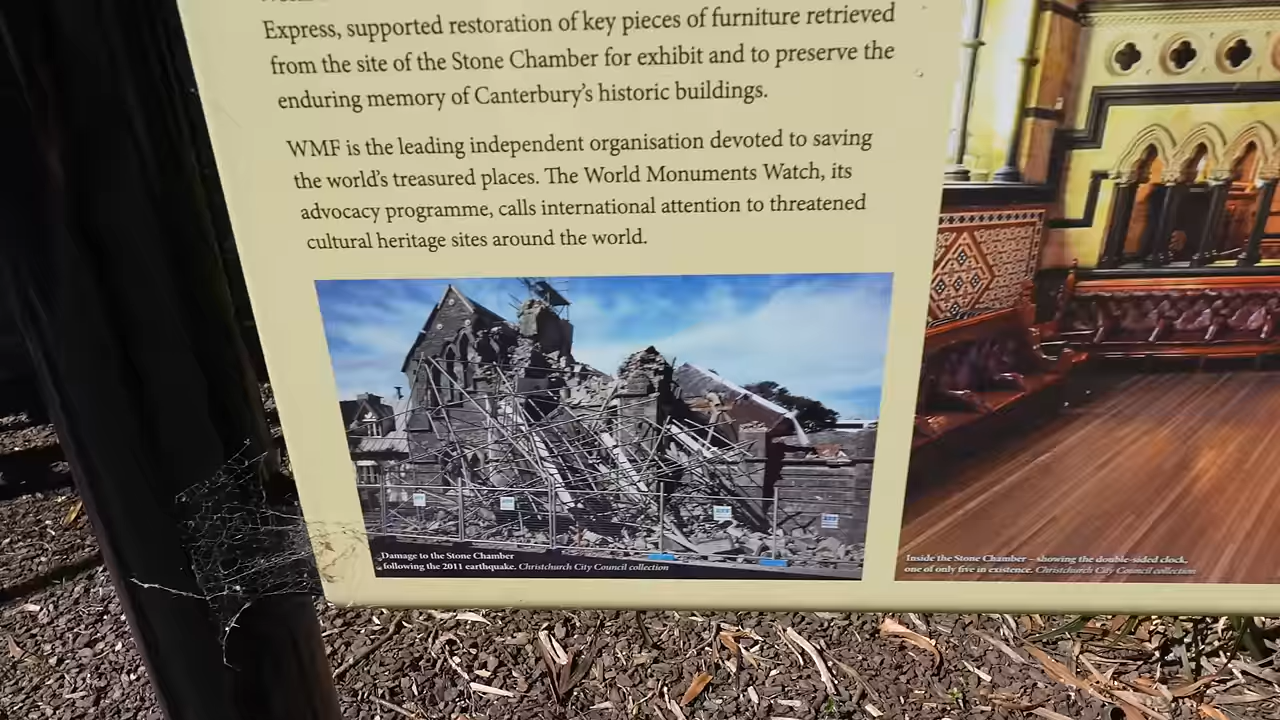 Express, supported restoration of key pieces of furniture retrieved
from the site of the Stone Chamber for exhibit and to preserve the
enduring memory of Canterbury’s historic buildings.
WMF is the leading independent organisation devoted to saving
the world’s treasured places. The World Monuments Watch, its
advocacy programme, calls international attention to threatened
cultural heritage sites around the world.
Damage to the Stone Chamber
following the 2011 earthquake. Christchurch City Council collection
Inside the Stone Chamber – showing the double-sided clock,
one of only five in existence. Christchurch City Council collection